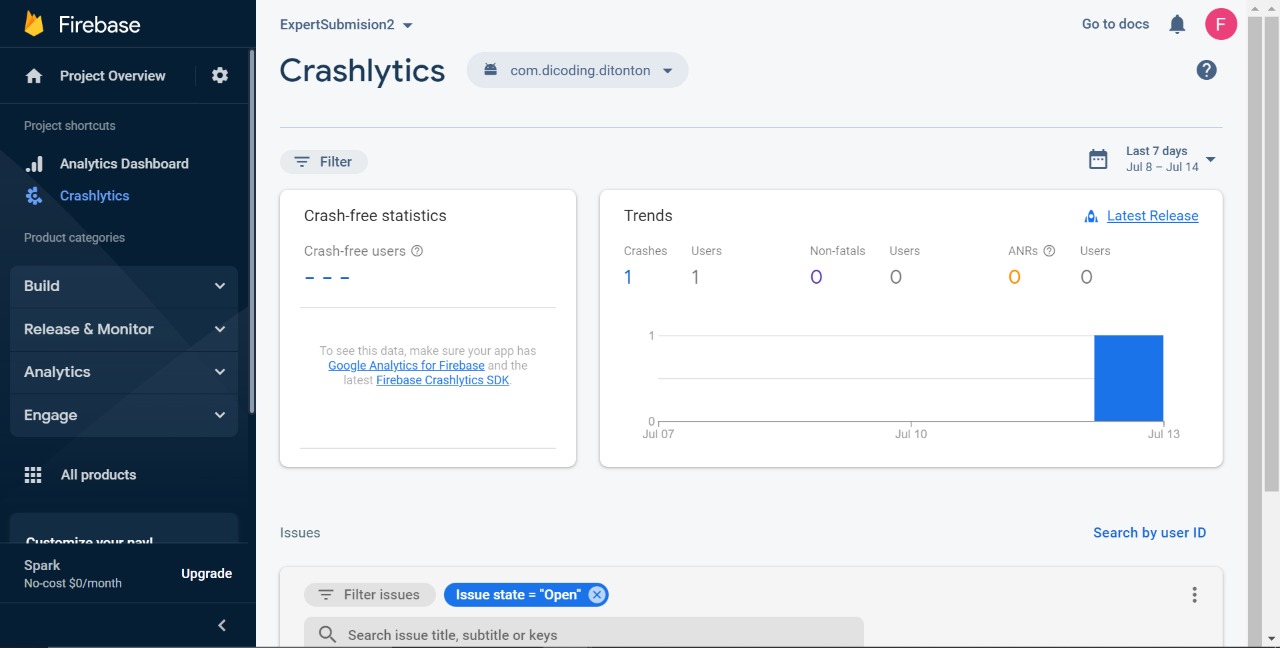 Firebase
Project Overview
Project shortcuts
Analytics Dashboard
Crashlytics
Product categories
Build
Release & Monitor
Analytics
Engage
All products
Customize your nav!
Spark
No-cost $0/month
Upgrade
ExpertSubmision2
Go to docs
F
Crashlytics
com.dicoding.ditonton
Filter
Last 7 days
Jul 8 – Jul 14
Crash-free statistics
Crash-free users
– – –
To see this data, make sure your app has
Google Analytics for Firebase and the
latest Firebase Crashlytics SDK.
Trends
Latest Release
Crashes Users Non-fatals Users ANRs Users
1 1 0 0 0 0
1
0
Jul 07 Jul 10 Jul 13
Issues
Search by user ID
Filter issues
Issue state = "Open"
Search issue title, subtitle or keys